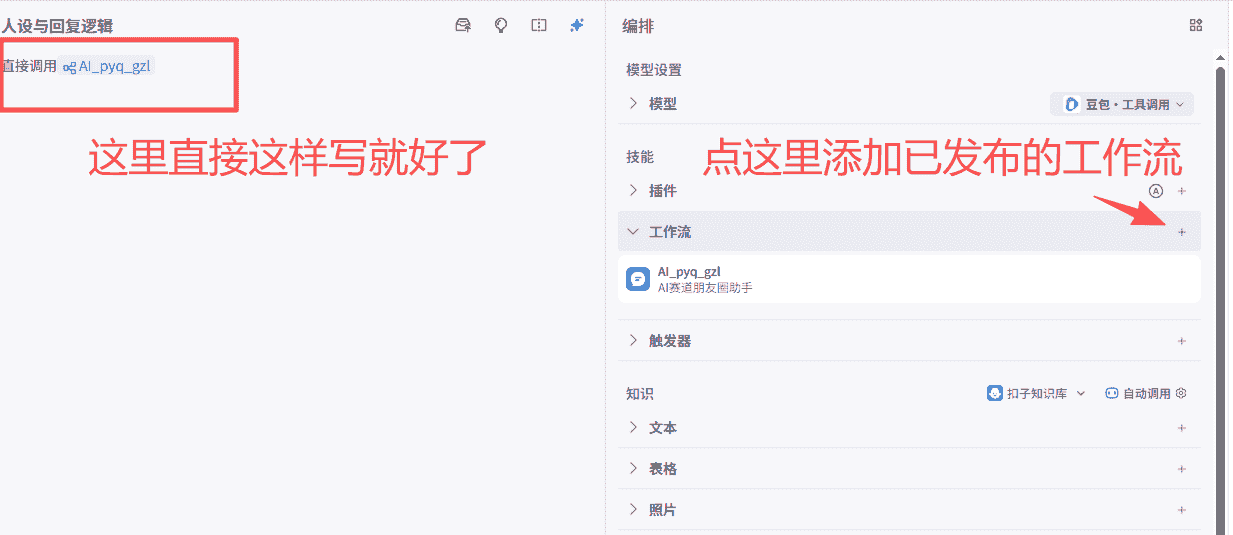 人设与回复逻辑
直接调用 AI_pyq_gzl
这里直接这样写就好了
编排
模型设置
模型
豆包·工具调用
技能
点这里添加已发布的工作流
插件
A
工作流
AI_pyq_gzl
AI赛道朋友圈助手
触发器
知识
扣子知识库
自动调用
文本
表格
照片